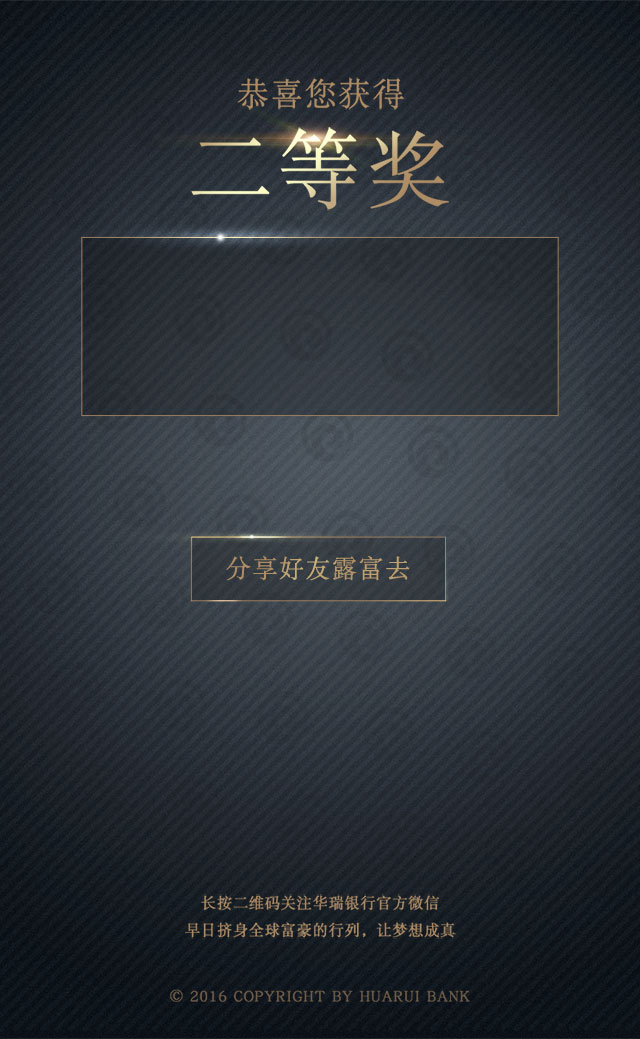 恭喜您获得
二等奖
分享好友露富去
长按二维码关注华瑞银行官方微信
早日挤身全球富豪的行列，让梦想成真
© 2016 COPYRIGHT BY HUARUI BANK